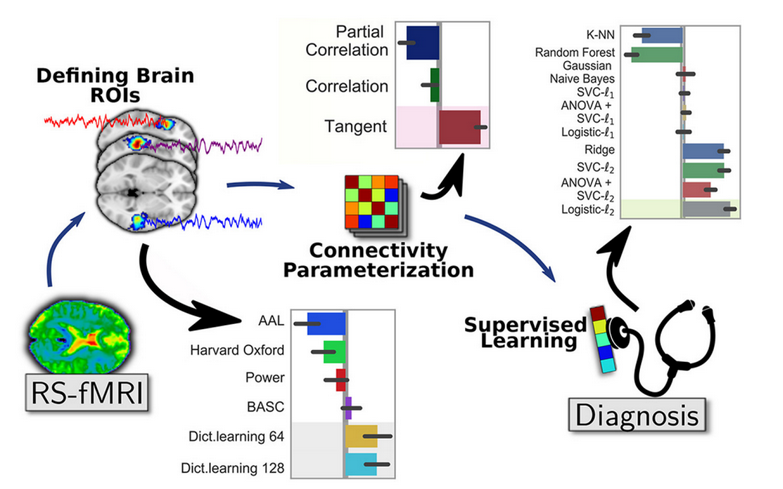 Defining Brain
ROIs
RS-fMRI
Partial
Correlation
Correlation
Tangent
Connectivity
Parameterization
AAL
Harvard Oxford
Power
BASC
Dict.learning 64
Dict.learning 128
K-NN
Random Forest
Gaussian
Naive Bayes
SVC-ℓ₁
ANOVA +
SVC-ℓ₁
Logistic-ℓ₁
Ridge
SVC-ℓ₂
ANOVA +
SVC-ℓ₂
Logistic-ℓ₂
Supervised
Learning
Diagnosis